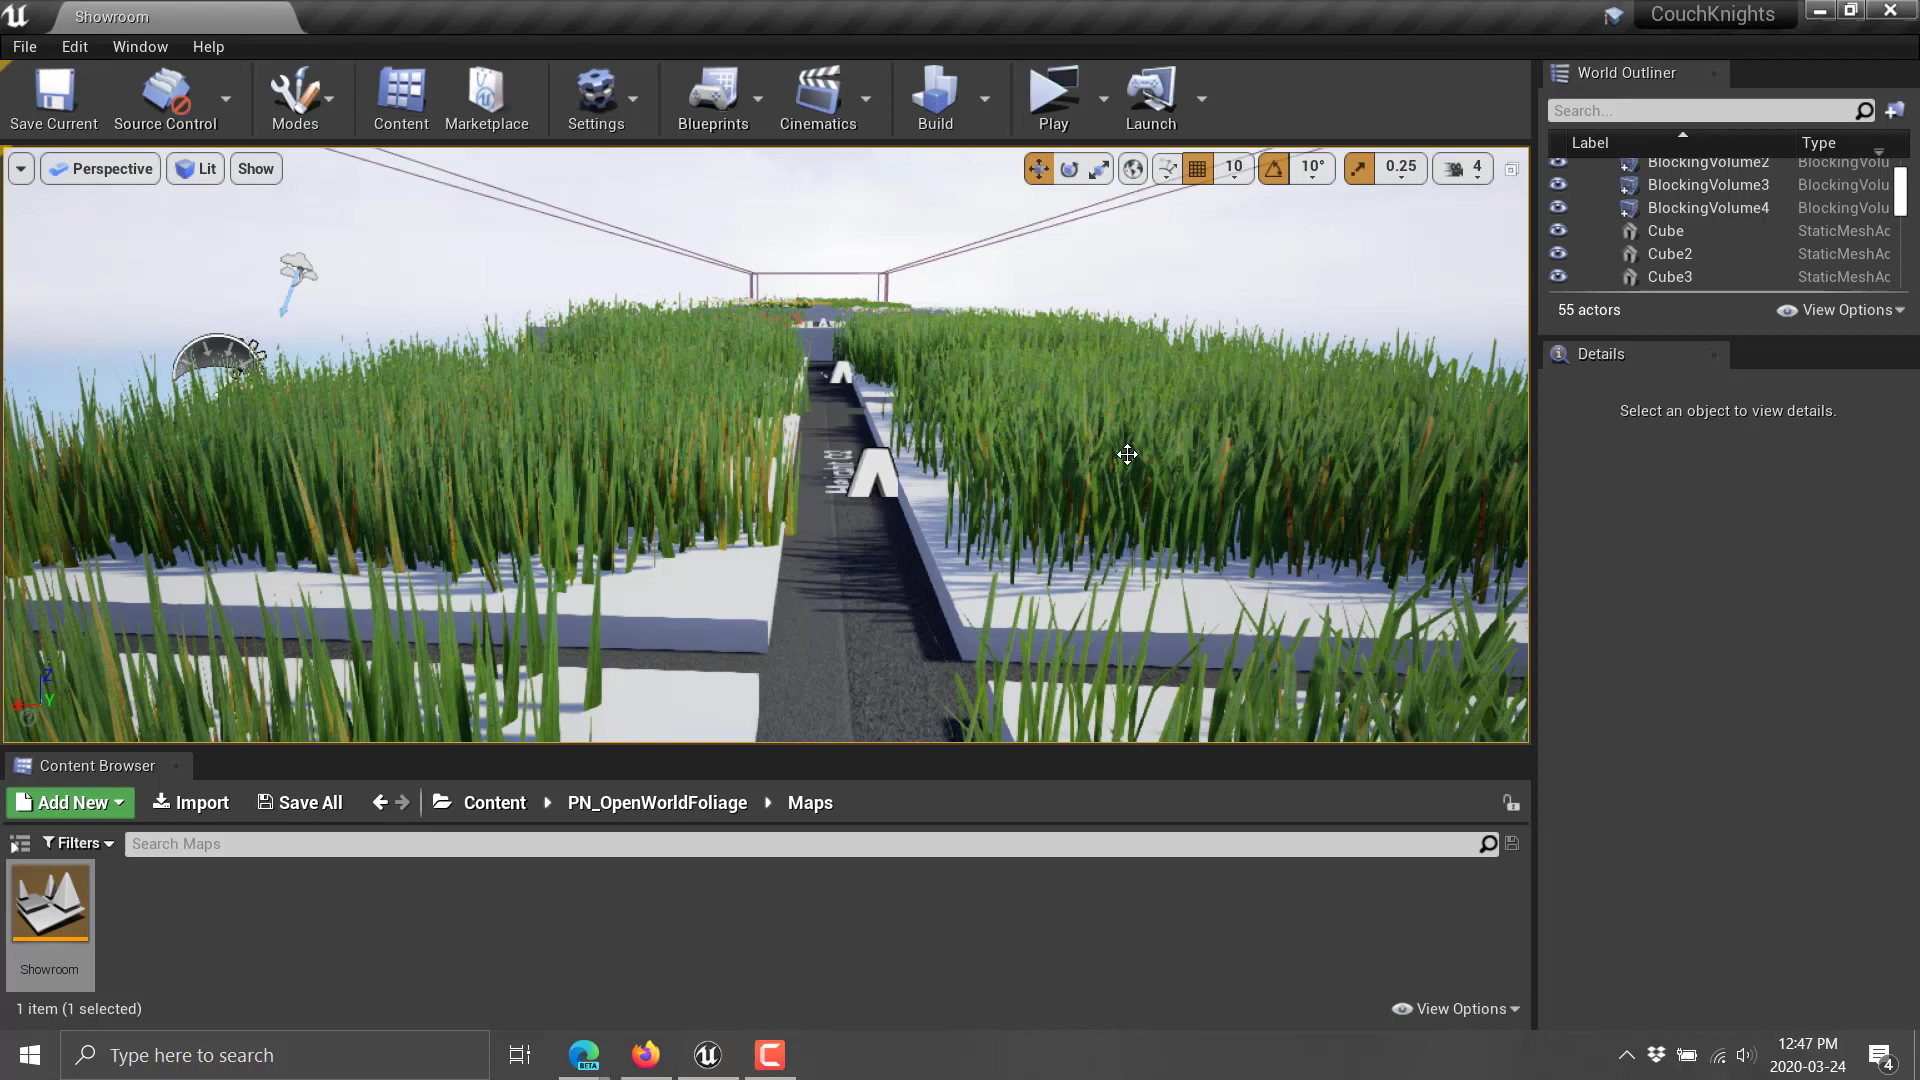 Showroom
CouchKnights
File Edit Window Help
Save Current Source Control Modes Content Marketplace Settings Blueprints Cinematics Build Play Launch
Perspective Lit Show 10 10° 0.25 4
Z
Y
World Outliner
Search...
Label Type
BlockingVolume2 BlockingVolu
BlockingVolume3 BlockingVolu
BlockingVolume4 BlockingVolu
Cube StaticMeshAc
Cube2 StaticMeshAc
Cube3 StaticMeshAc
55 actors View Options
Details
Select an object to view details.
Content Browser
Add New Import Save All Content PN_OpenWorldFoliage Maps
Filters Search Maps
Showroom
1 item (1 selected) View Options
Type here to search
BETA
12:47 PM
2020-03-24
4